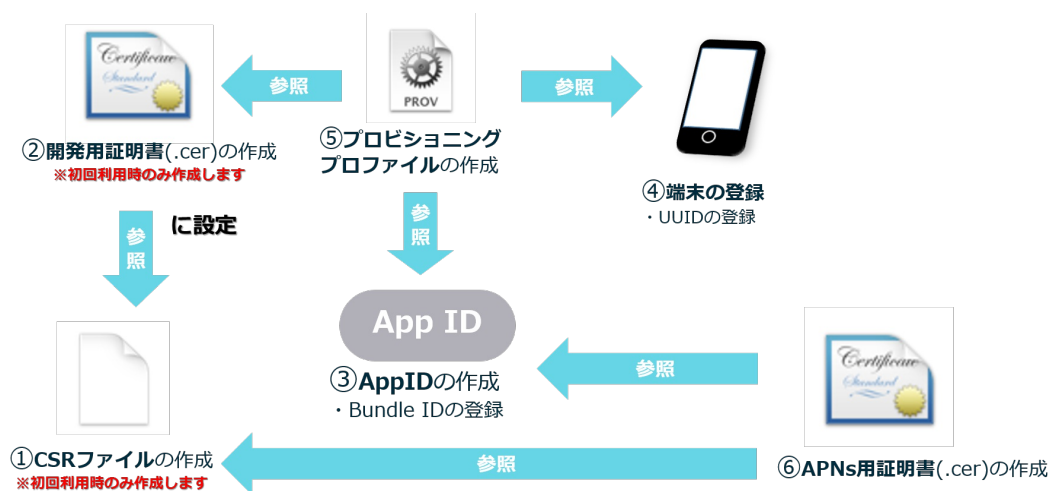 Certificate
Standard
参照
PROV
参照
②開発用証明書(.cer)の作成
※初回利用時のみ作成します
⑤プロビショニング
プロファイルの作成
④端末の登録
・UUIDの登録
参照
に設定
参照
App ID
③AppIDの作成
・Bundle IDの登録
参照
Certificate
Standard
①CSRファイルの作成
※初回利用時のみ作成します
参照
⑥APNs用証明書(.cer)の作成